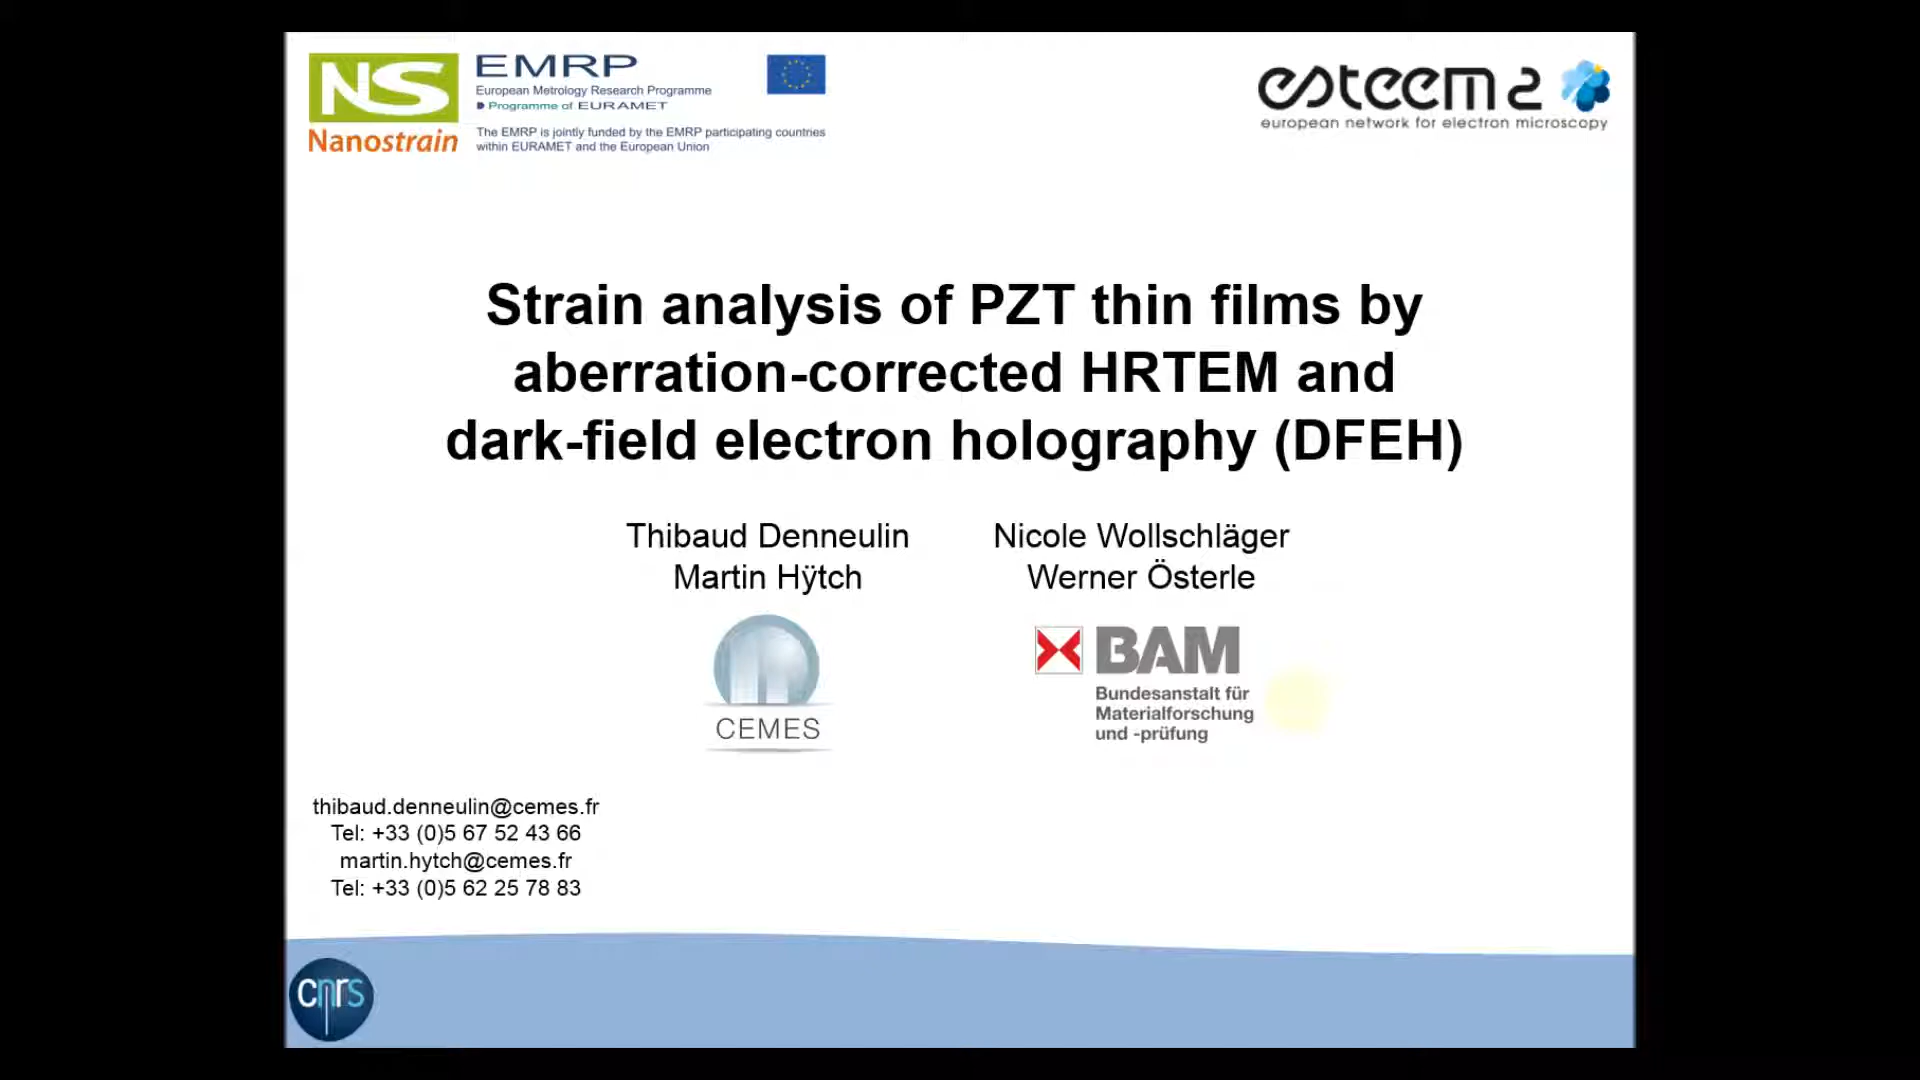 NS
Nanostrain
EMRP
European Metrology Research Programme
Programme of EURAMET
The EMRP is jointly funded by the EMRP participating countries
within EURAMET and the European Union
esteem 2
european network for electron microscopy
Strain analysis of PZT thin films by
aberration-corrected HRTEM and
dark-field electron holography (DFEH)
Thibaud Denneulin
Martin Hÿtch
CEMES
Nicole Wollschläger
Werner Österle
BAM
Bundesanstalt für
Materialforschung
und -prüfung
thibaud.denneulin@cemes.fr
Tel: +33 (0)5 67 52 43 66
martin.hytch@cemes.fr
Tel: +33 (0)5 62 25 78 83
cnrs